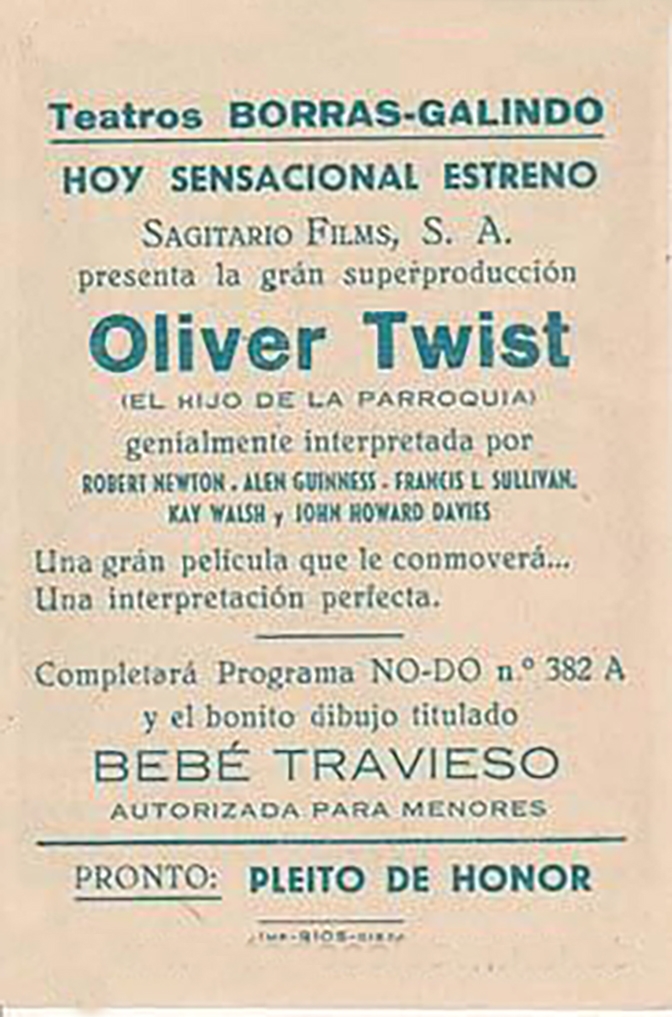 Teatros BORRAS-GALINDO
HOY SENSACIONAL ESTRENO
SAGITARIO FILMS, S. A.
presenta la grán superproducción
Oliver Twist
(EL HIJO DE LA PARROQUIA)
genialmente interpretada por
ROBERT NEWTON. ALEN GUINNESS. FRANCIS L. SULLIVAN.
KAY WALSH y JOHN HOWARD DAVIES
Una grán película que le conmoverá...
Una interpretación perfecta.
Completará Programa NO-DO n.º 382 A
y el bonito dibujo titulado
BEBÉ TRAVIESO
AUTORIZADA PARA MENORES
PRONTO: PLEITO DE HONOR
RIOS